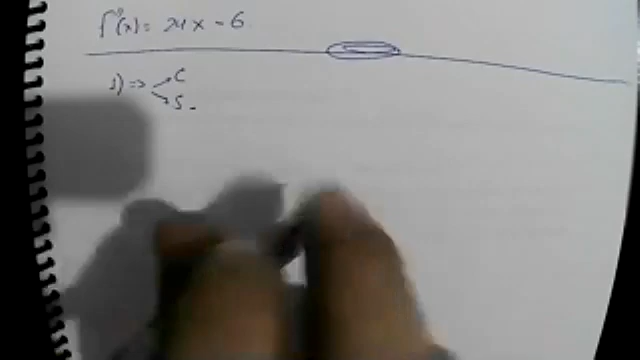 f''(x) = 24x - 6
1) => C
S.